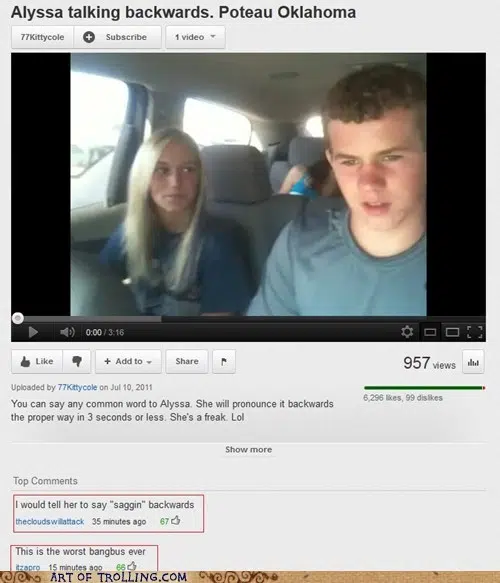 Alyssa talking backwards. Poteau Oklahoma
77Kittycole Subscribe 1 video
0:00 / 3:16
Like Add to Share 957 views
Uploaded by 77Kittycole on Jul 10, 2011
6,296 likes, 99 dislikes
You can say any common word to Alyssa. She will pronounce it backwards
the proper way in 3 seconds or less. She's a freak. Lol
Show more
Top Comments
I would tell her to say "saggin" backwards
thecloudswillattack 35 minutes ago 67
This is the worst bangbus ever
itzapro 15 minutes ago 66
ART OF TROLLING.COM